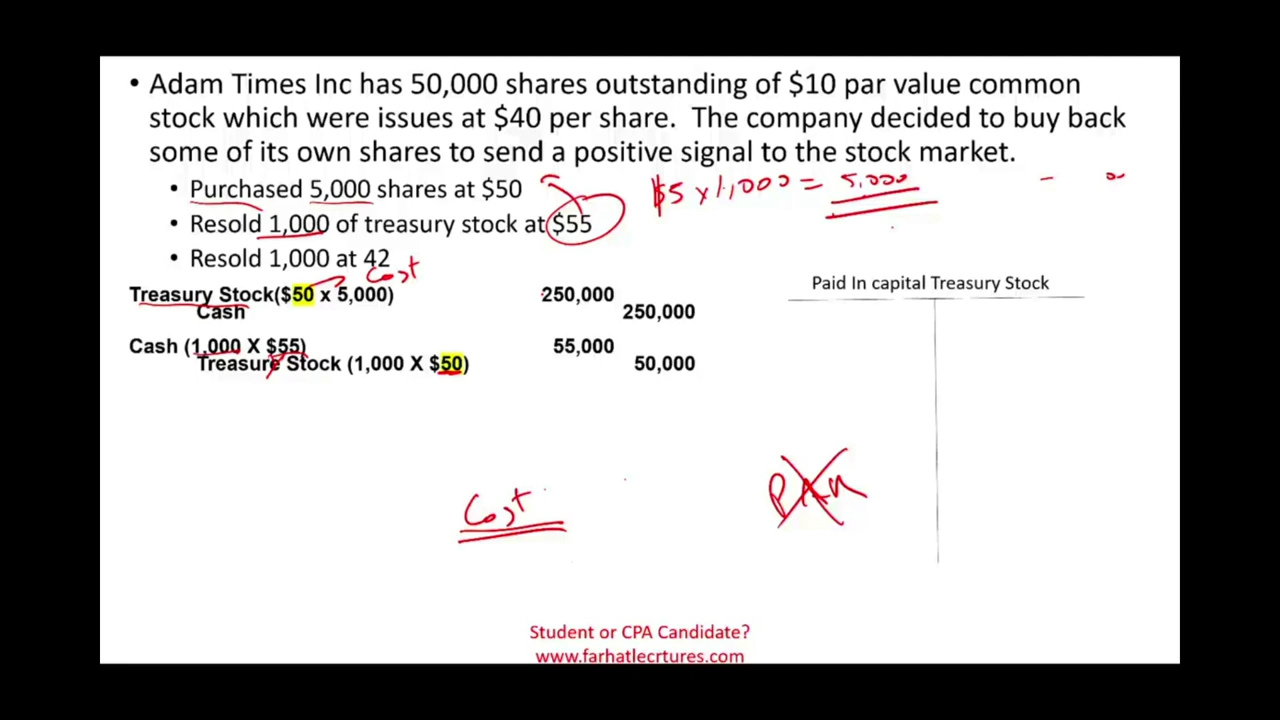 • Adam Times Inc has 50,000 shares outstanding of $10 par value common
stock which were issues at $40 per share. The company decided to buy back
some of its own shares to send a positive signal to the stock market.
• Purchased 5,000 shares at $50
$5 x 1,000 = 5,000
• Resold 1,000 of treasury stock at $55
• Resold 1,000 at 42
Cost
Treasury Stock($50 x 5,000) 250,000
Cash 250,000
Cash (1,000 X $55) 55,000
Treasure Stock (1,000 X $50) 50,000
Paid In capital Treasury Stock
Cost
PAR
Student or CPA Candidate?
www.farhatlecrtures.com